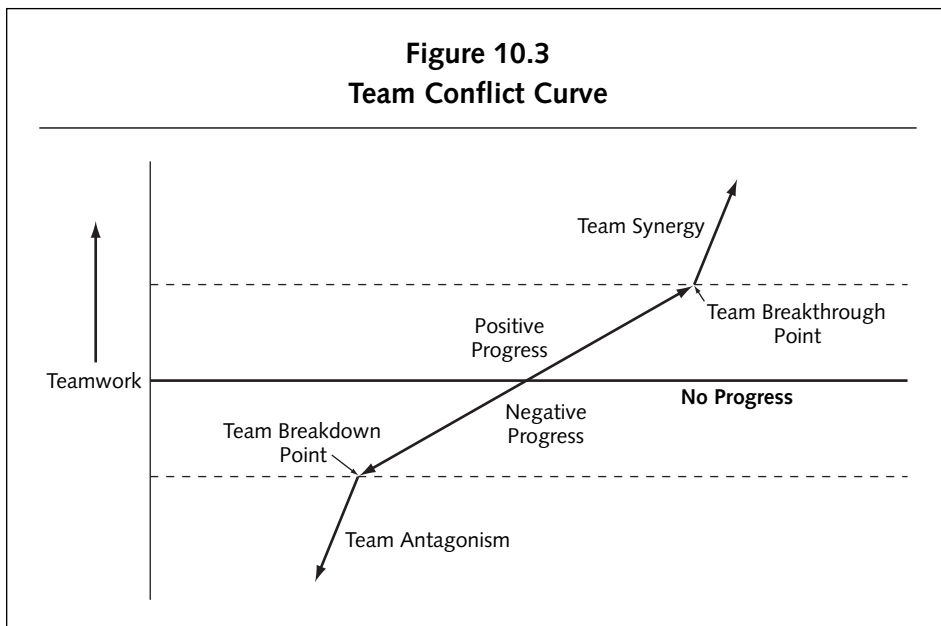 Figure 10.3
Team Conflict Curve
Team Synergy
Team Breakthrough
Point
Positive
Progress
Teamwork
No Progress
Negative
Progress
Team Breakdown
Point
Team Antagonism